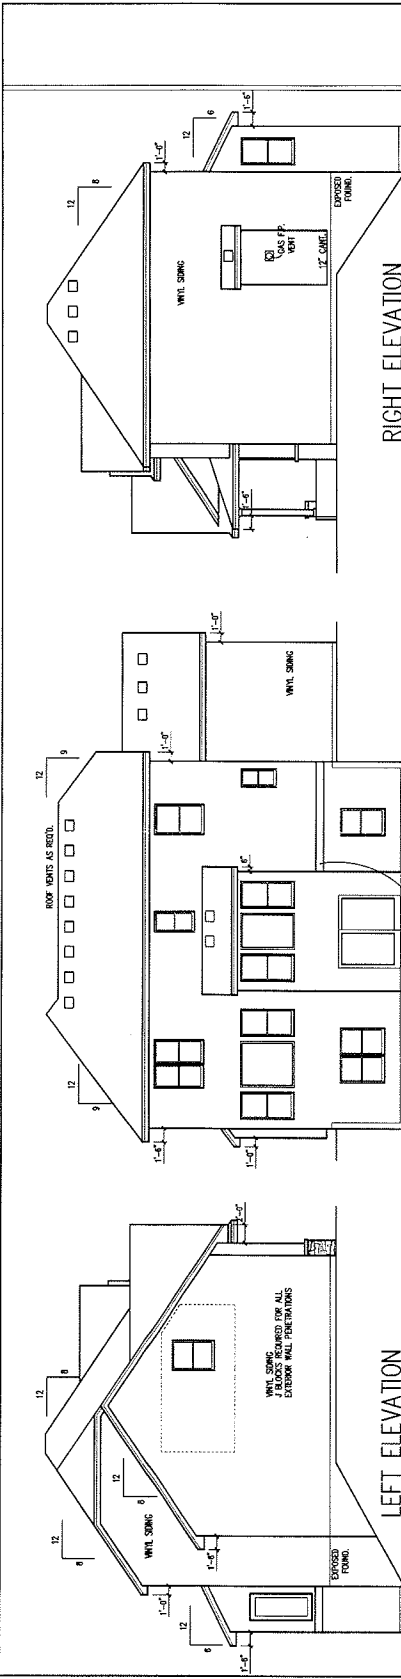 LEFT ELEVATION
12
8
12
8
12
8
12
6
VINYL SIDING
VINYL SIDING
J BLOCKS REQUIRED FOR ALL
EXTERIOR WALL PENETRATIONS
EXPOSED
FOUND.
1'-6"
1'-0"
1'-6"
2'-0"
ROOF VENTS AS REQ'D.
12
9
12
9
1'-6"
1'-0"
6"
1'-0"
1'-0"
VINYL SIDING
RIGHT ELEVATION
12
8
12
6
VINYL SIDING
GAS F.P.
VENT
12" CANT.
EXPOSED
FOUND.
1'-6"
1'-0"
1'-6"